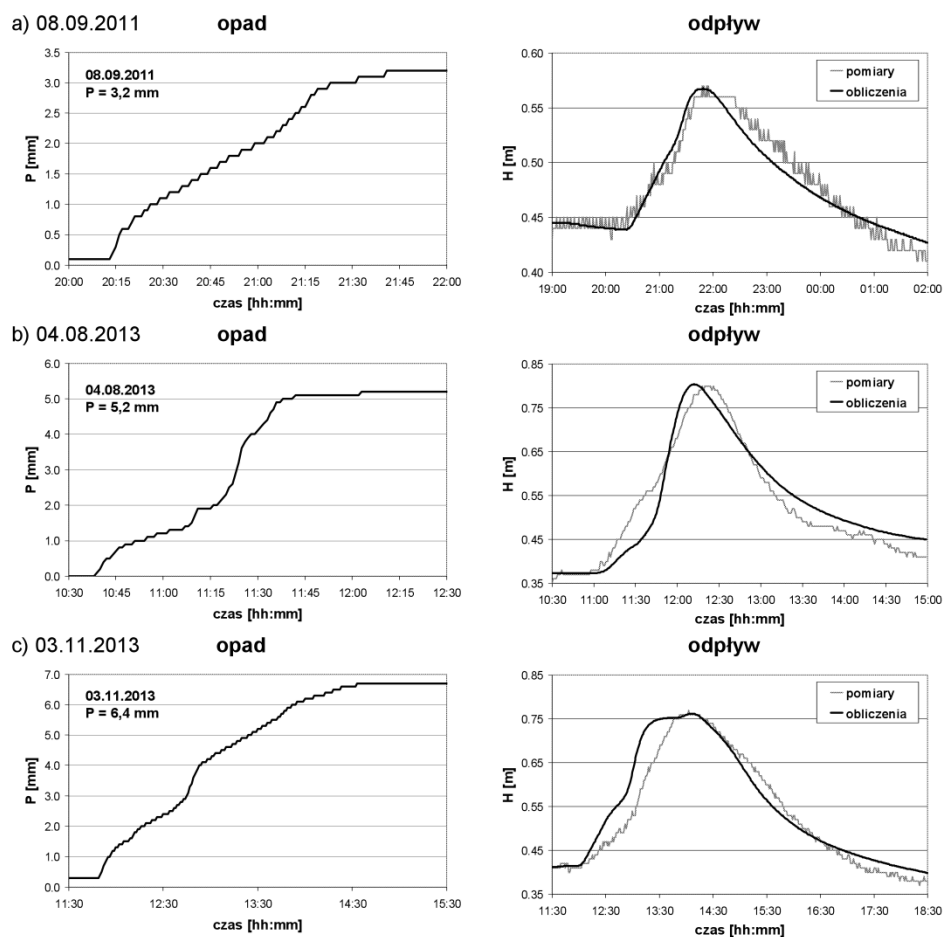 a) 08.09.2011 opad odpływ
3.5
3.0
2.5
2.0
1.5
1.0
0.5
0.0
P [mm]
08.09.2011
P = 3,2 mm
20:00 20:15 20:30 20:45 21:00 21:15 21:30 21:45 22:00
czas [hh:mm]
0.60
0.55
0.50
0.45
0.40
H [m]
pomiary
obliczenia
19:00 20:00 21:00 22:00 23:00 00:00 01:00 02:00
czas [hh:mm]
b) 04.08.2013 opad odpływ
6.0
5.0
4.0
3.0
2.0
1.0
0.0
P [mm]
04.08.2013
P = 5,2 mm
10:30 10:45 11:00 11:15 11:30 11:45 12:00 12:15 12:30
czas [hh:mm]
0.85
0.75
0.65
0.55
0.45
0.35
H [m]
pomiary
obliczenia
10:30 11:00 11:30 12:00 12:30 13:00 13:30 14:00 14:30 15:00
czas [hh:mm]
c) 03.11.2013 opad odpływ
7.0
6.0
5.0
4.0
3.0
2.0
1.0
0.0
P [mm]
03.11.2013
P = 6,4 mm
11:30 12:30 13:30 14:30 15:30
czas [hh:mm]
0.85
0.75
0.65
0.55
0.45
0.35
H [m]
pomiary
obliczenia
11:30 12:30 13:30 14:30 15:30 16:30 17:30 18:30
czas [hh:mm]